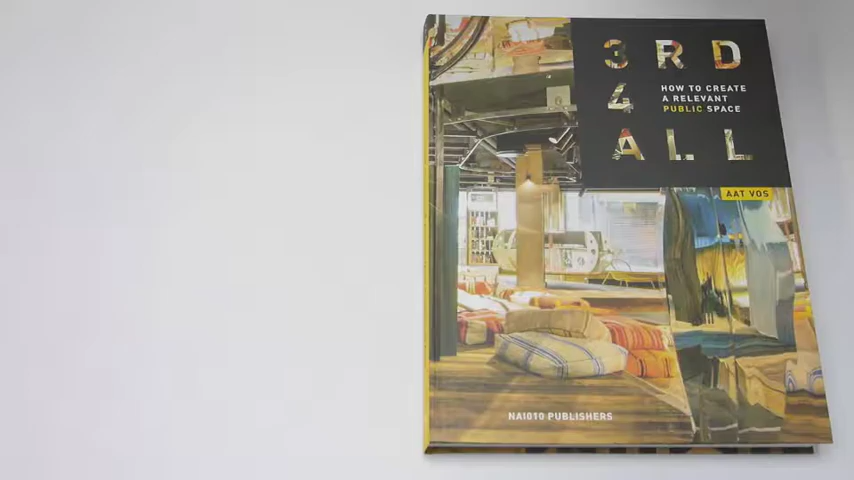 3RD
4
HOW TO CREATE
A RELEVANT
PUBLIC SPACE
ALL
AAT VOS
NAI010 PUBLISHERS